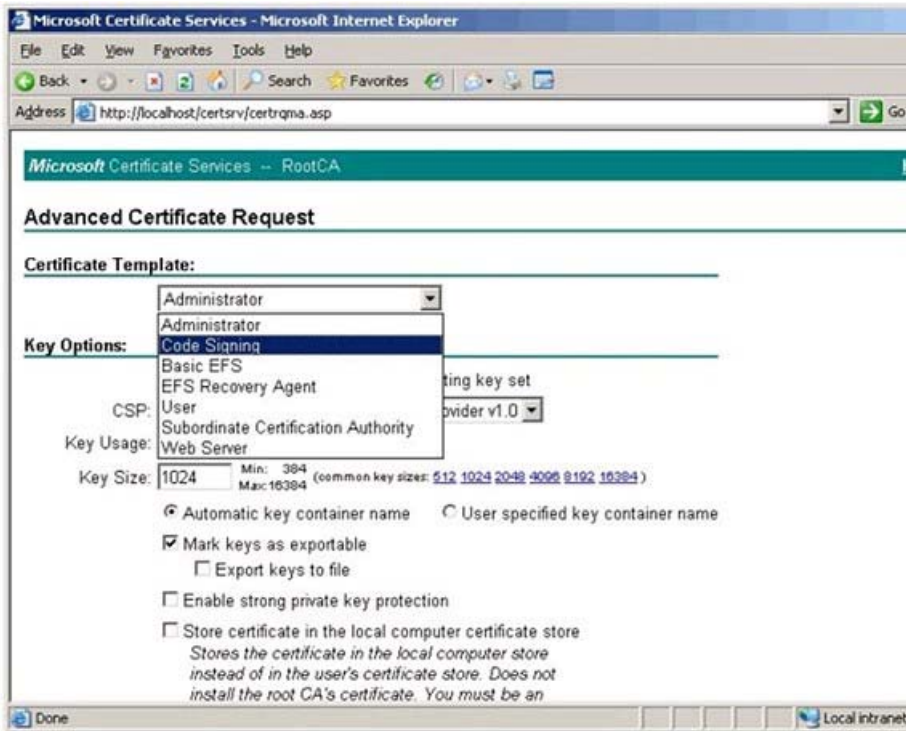 Microsoft Certificate Services - Microsoft Internet Explorer
File Edit View Favorites Tools Help
Back Search Favorites
Address http://localhost/certsrv/certrqma.asp Go
Microsoft Certificate Services -- RootCA
Advanced Certificate Request
Certificate Template:
Administrator
Administrator
Key Options: Code Signing
Basic EFS
EFS Recovery Agent key set
CSP: User v1.0
Subordinate Certification Authority
Key Usage: Web Server
Key Size: 1024 Min: 384 Max: 16384 (common key sizes: 512 1024 2048 4096 8192 16384 )
Automatic key container name User specified key container name
Mark keys as exportable
Export keys to file
Enable strong private key protection
Store certificate in the local computer certificate store
Stores the certificate in the local computer store
instead of in the user's certificate store. Does not
install the root CA's certificate. You must be an
Done Local intranet